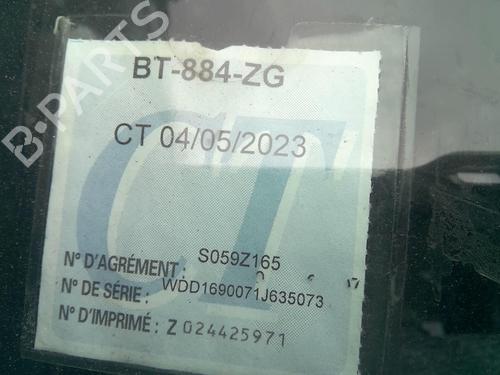 BT-884-ZG
CT 04/05/2023
CT
N° D'AGRÉMENT : S059Z165
N° DE SÉRIE : WDD1690071J635073
N° D'IMPRIMÉ : Z 024425971
B-PARTS